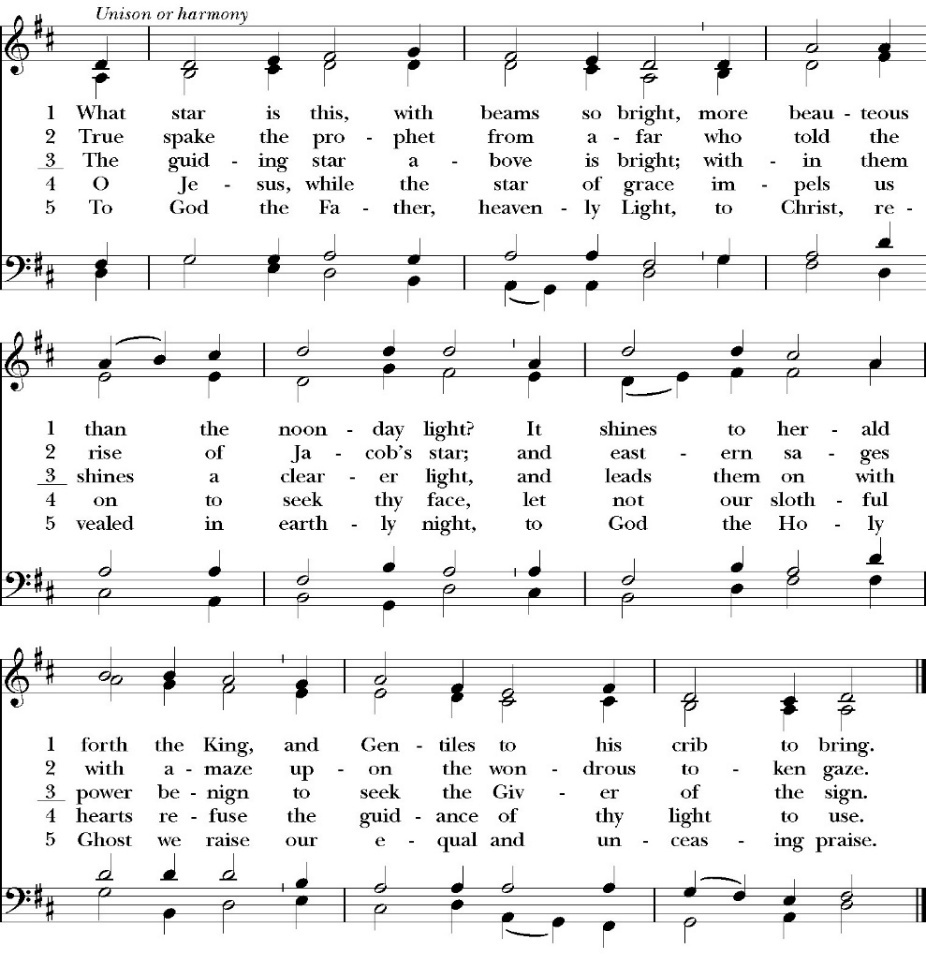 Unison or harmony
1 What star is this, with beams so bright, more beau - teous
2 True spake the pro - phet from a - far who told the
3 The guid - ing star a - bove is bright; with - in them
4 O Je - sus, while the star of grace im - pels us
5 To God the Fa - ther, heaven - ly Light, to Christ, re -
1 than the noon - day light? It shines to her - ald
2 rise of Ja - cob's star; and east - ern sa - ges
3 shines a clear - er light, and leads them on with
4 on to seek thy face, let not our sloth - ful
5 vealed in earth - ly night, to God the Ho - ly
1 forth the King, and Gen - tiles to his crib to bring.
2 with a - maze up - on the won - drous to - ken gaze.
3 power be - nign to seek the Giv - er of the sign.
4 hearts re - fuse the guid - ance of thy light to use.
5 Ghost we raise our e - qual and un - ceas - ing praise.